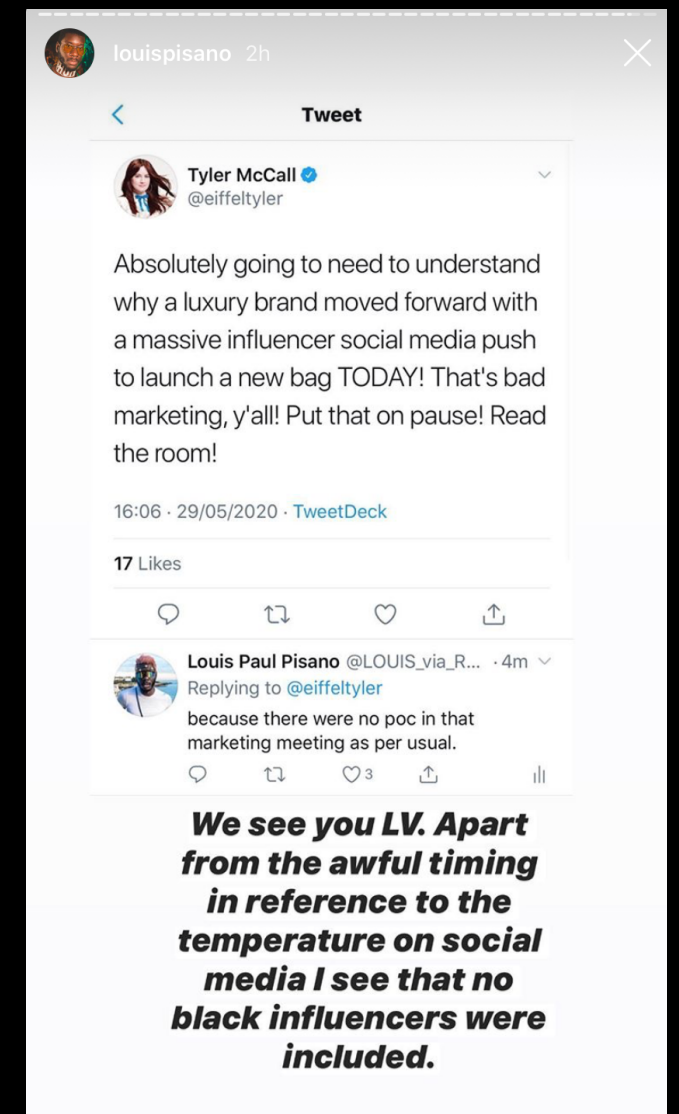 louispisano 2h
Tweet
Tyler McCall
@eiffeltyler
Absolutely going to need to understand
why a luxury brand moved forward with
a massive influencer social media push
to launch a new bag TODAY! That's bad
marketing, y'all! Put that on pause! Read
the room!
16:06 · 29/05/2020 · TweetDeck
17 Likes
Louis Paul Pisano @LOUIS_via_R... · 4m
Replying to @eiffeltyler
because there were no poc in that
marketing meeting as per usual.
3
We see you LV. Apart
from the awful timing
in reference to the
temperature on social
media I see that no
black influencers were
included.